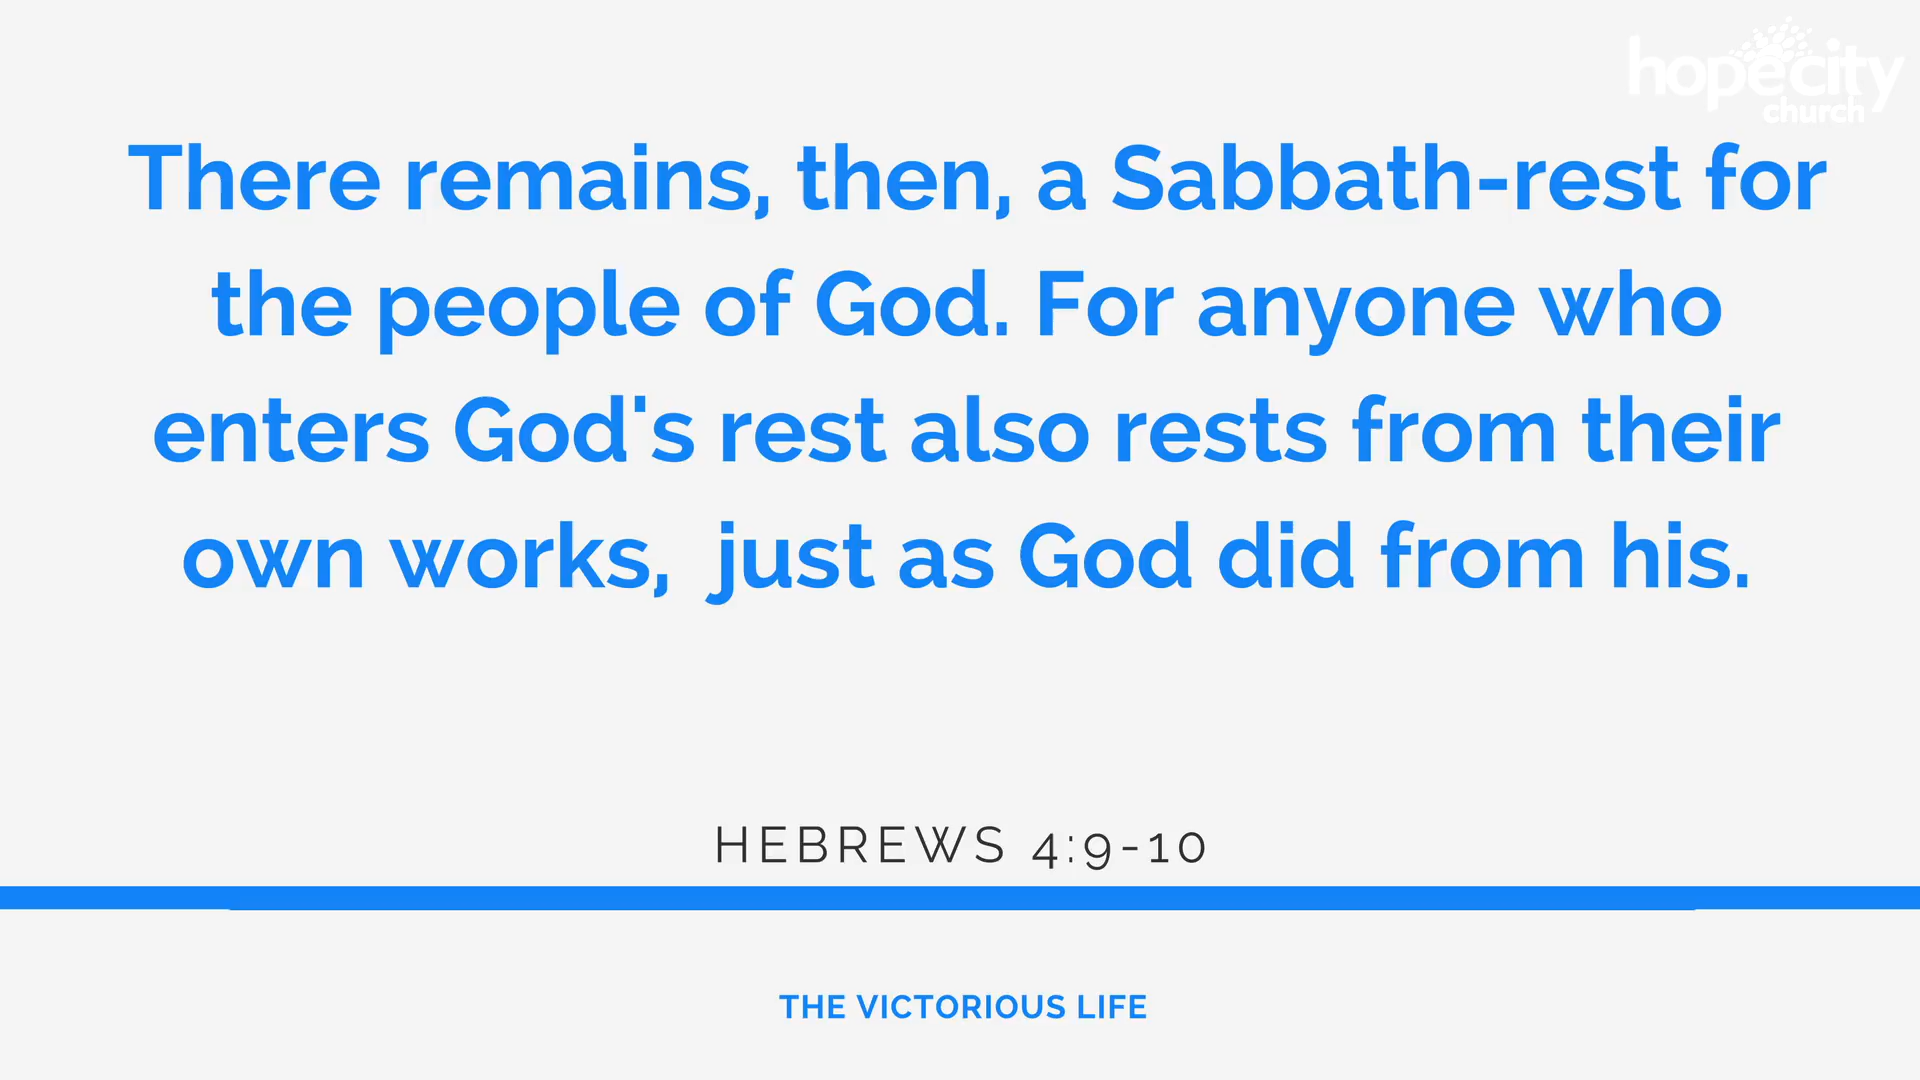 hopecity
church
There remains, then, a Sabbath-rest for
the people of God. For anyone who
enters God's rest also rests from their
own works,  just as God did from his.
HEBREWS 4:9-10
THE VICTORIOUS LIFE